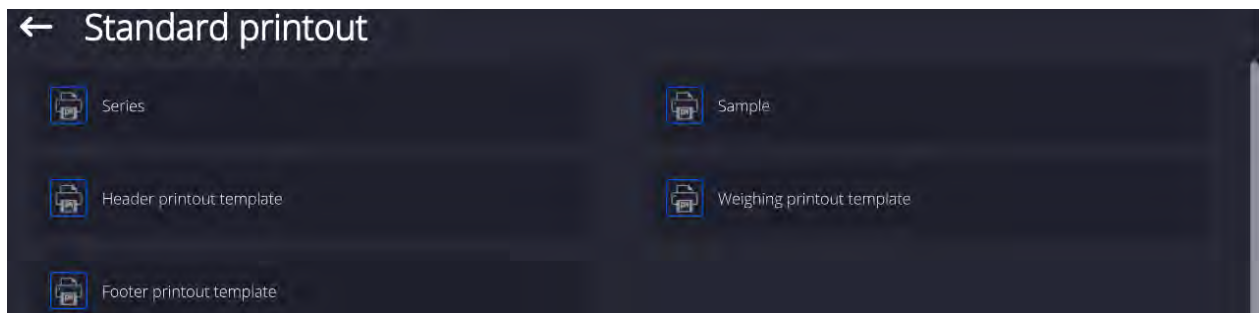 Standard printout
Series
Sample
Header printout template
Weighing printout template
Footer printout template